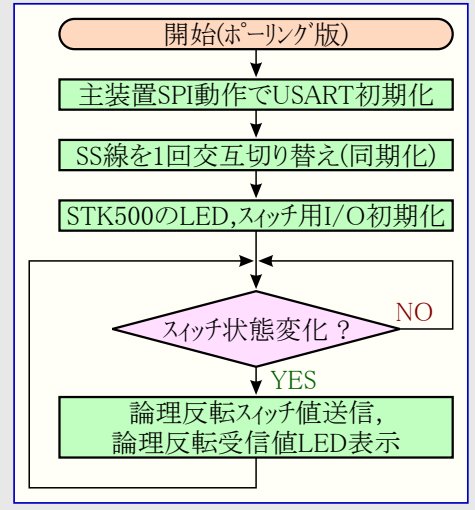 開始(ﾎﾟｰﾘﾝｸﾞ版)
主装置SPI動作でUSART初期化
SS線を1回交互切り替え(同期化)
STK500のLED,ｽｨｯﾁ用I/O初期化
ｽｨｯﾁ状態変化 ?
NO
YES
論理反転ｽｨｯﾁ値送信,
論理反転受信値LED表示